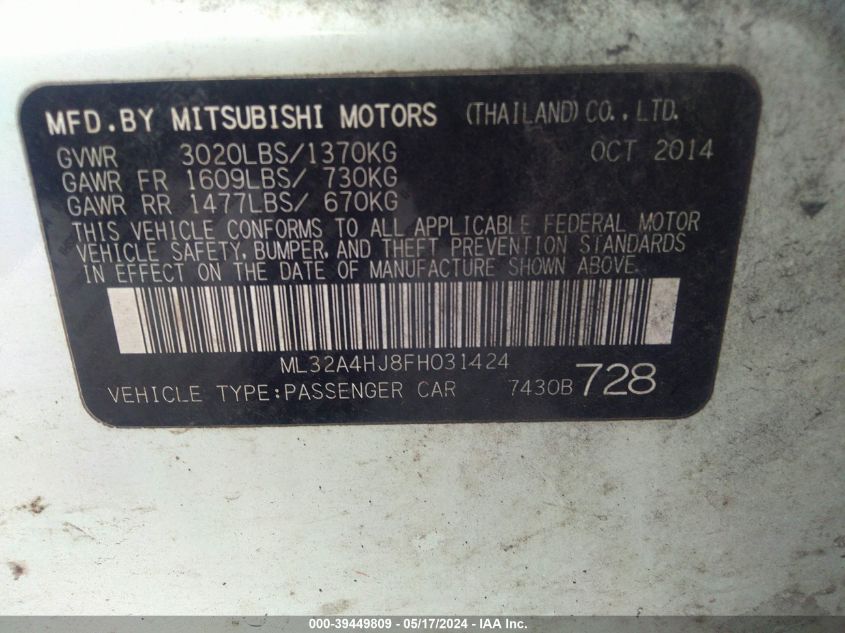 MFD.BY MITSUBISHI MOTORS (THAILAND) CO., LTD.
GVWR 3020LBS/1370KG OCT 2014
GAWR FR 1609LBS/ 730KG
GAWR RR 1477LBS/ 670KG
THIS VEHICLE CONFORMS TO ALL APPLICABLE FEDERAL MOTOR
VEHICLE SAFETY, BUMPER, AND THEFT PREVENTION STANDARDS
IN EFFECT ON THE DATE OF MANUFACTURE SHOWN ABOVE.
ML32A4HJ8FH031424
VEHICLE TYPE:PASSENGER CAR 7430B 728
000-39449809 - 05/17/2024 - IAA Inc.